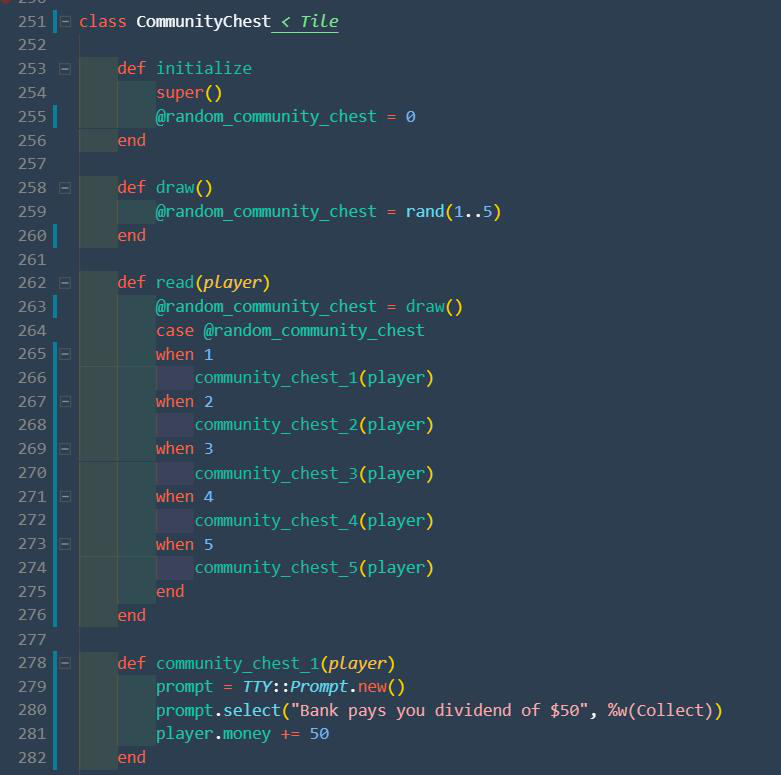 251 class CommunityChest < Tile
252
253     def initialize
254         super()
255         @random_community_chest = 0
256     end
257
258     def draw()
259         @random_community_chest = rand(1..5)
260     end
261
262     def read(player)
263         @random_community_chest = draw()
264         case @random_community_chest
265         when 1
266             community_chest_1(player)
267         when 2
268             community_chest_2(player)
269         when 3
270             community_chest_3(player)
271         when 4
272             community_chest_4(player)
273         when 5
274             community_chest_5(player)
275         end
276     end
277
278     def community_chest_1(player)
279         prompt = TTY::Prompt.new()
280         prompt.select("Bank pays you dividend of $50", %w(Collect))
281         player.money += 50
282     end